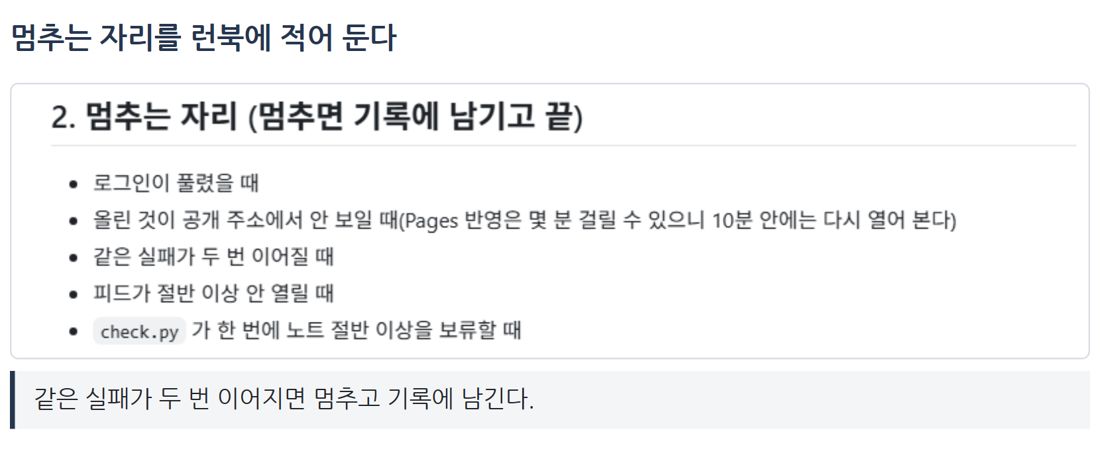 멈추는 자리를 런북에 적어 둔다
2. 멈추는 자리 (멈추면 기록에 남기고 끝)
• 로그인이 풀렸을 때
• 올린 것이 공개 주소에서 안 보일 때(Pages 반영은 몇 분 걸릴 수 있으니 10분 안에는 다시 열어 본다)
• 같은 실패가 두 번 이어질 때
• 피드가 절반 이상 안 열릴 때
• check.py 가 한 번에 노트 절반 이상을 보류할 때
같은 실패가 두 번 이어지면 멈추고 기록에 남긴다.